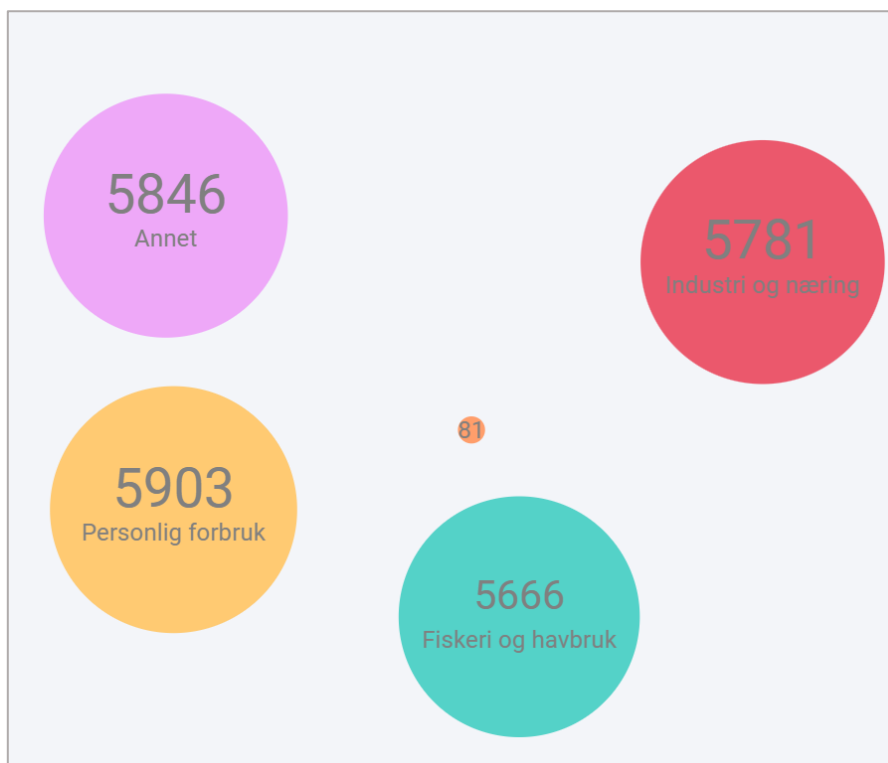 5846
Annet
5781
Industri og næring
81
5903
Personlig forbruk
5666
Fiskeri og havbruk